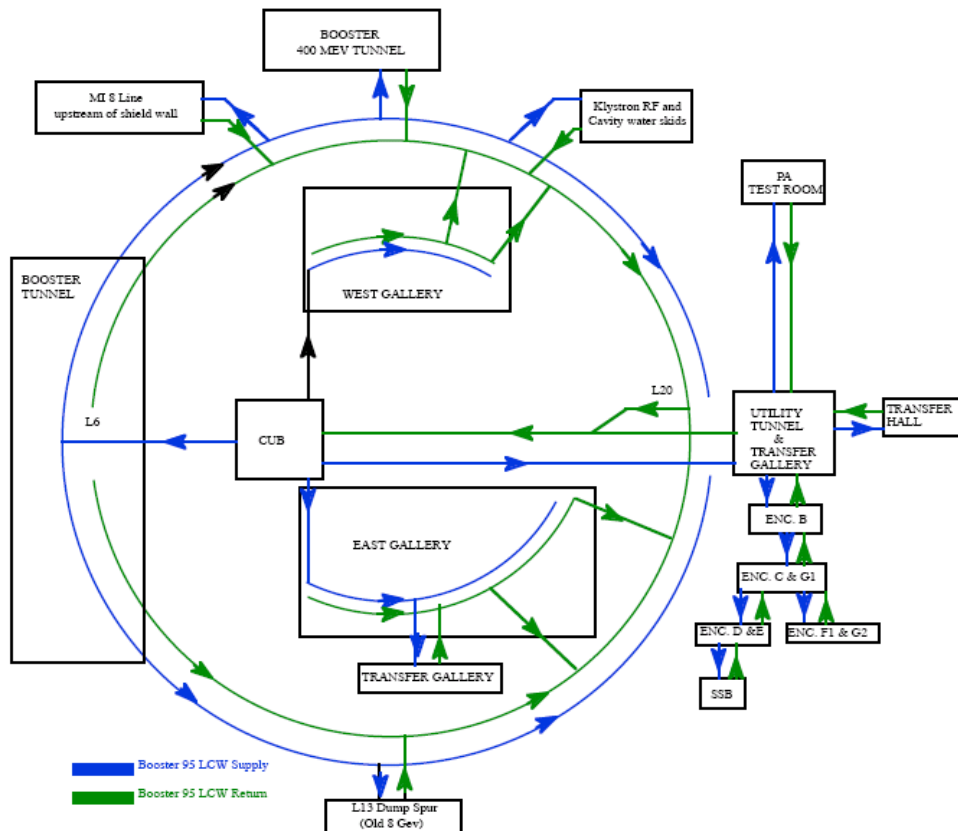 BOOSTER
400 MEV TUNNEL
MI 8 Line
upstream of shield wall
Klystron RF and
Cavity water skids
PA
TEST ROOM
BOOSTER
TUNNEL
WEST GALLERY
L6
L20
CUB
UTILITY
TUNNEL
&
TRANSFER
GALLERY
TRANSFER
HALL
EAST GALLERY
ENC. B
ENC. C & G1
ENC. D &E
ENC. F1 & G2
TRANSFER GALLERY
SSB
Booster 95 LCW Supply
Booster 95 LCW Return
L13 Dump Spur
(Old 8 Gev)